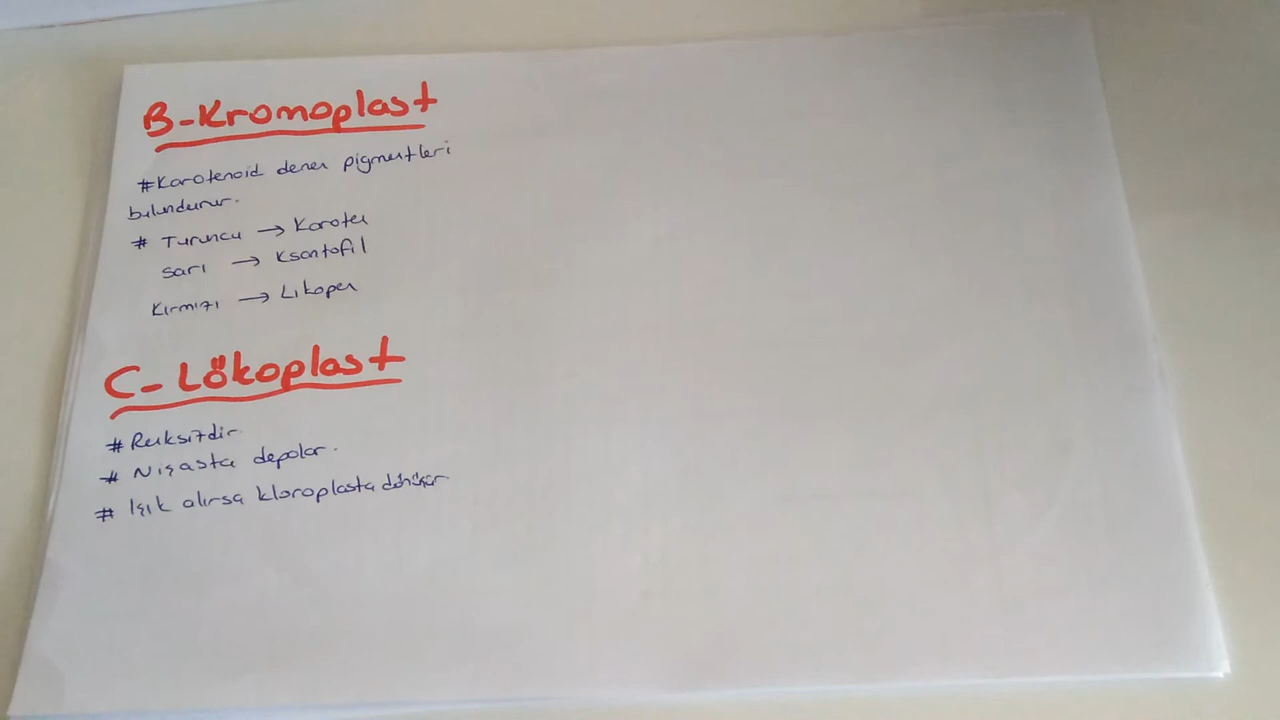 B-Kromoplast
#Karotenoid denen pigmentleri
bulundurur.
# Turuncu → Karoten
sarı → Ksantofil
Kırmızı → Likopen
C- Lökoplast
# Renksizdir.
# Nişasta depolar.
# Işık alırsa kloroplasta dönüşür